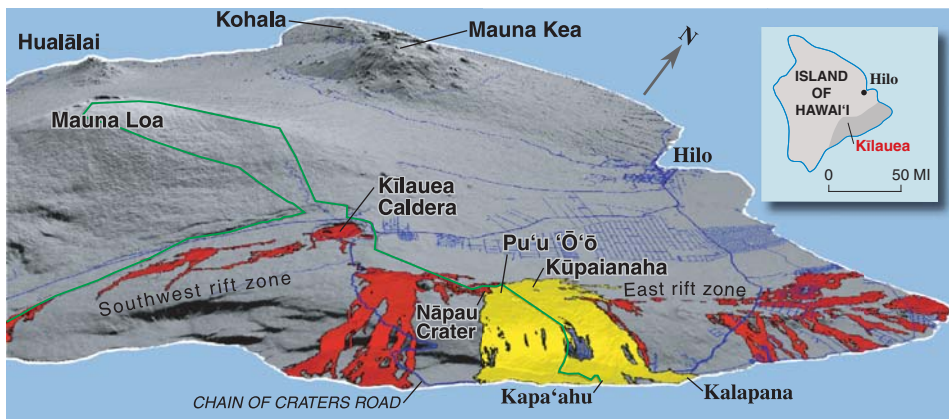 Kohala
Mauna Kea
Hualālai
N
ISLAND
OF
HAWAI‘I
Hilo
Kīlauea
0 50 MI
Mauna Loa
Hilo
Kīlauea
Caldera
Pu‘u ‘Ō‘ō
Kūpaianaha
Southwest rift zone
East rift zone
Nāpau
Crater
CHAIN OF CRATERS ROAD
Kapa‘ahu
Kalapana